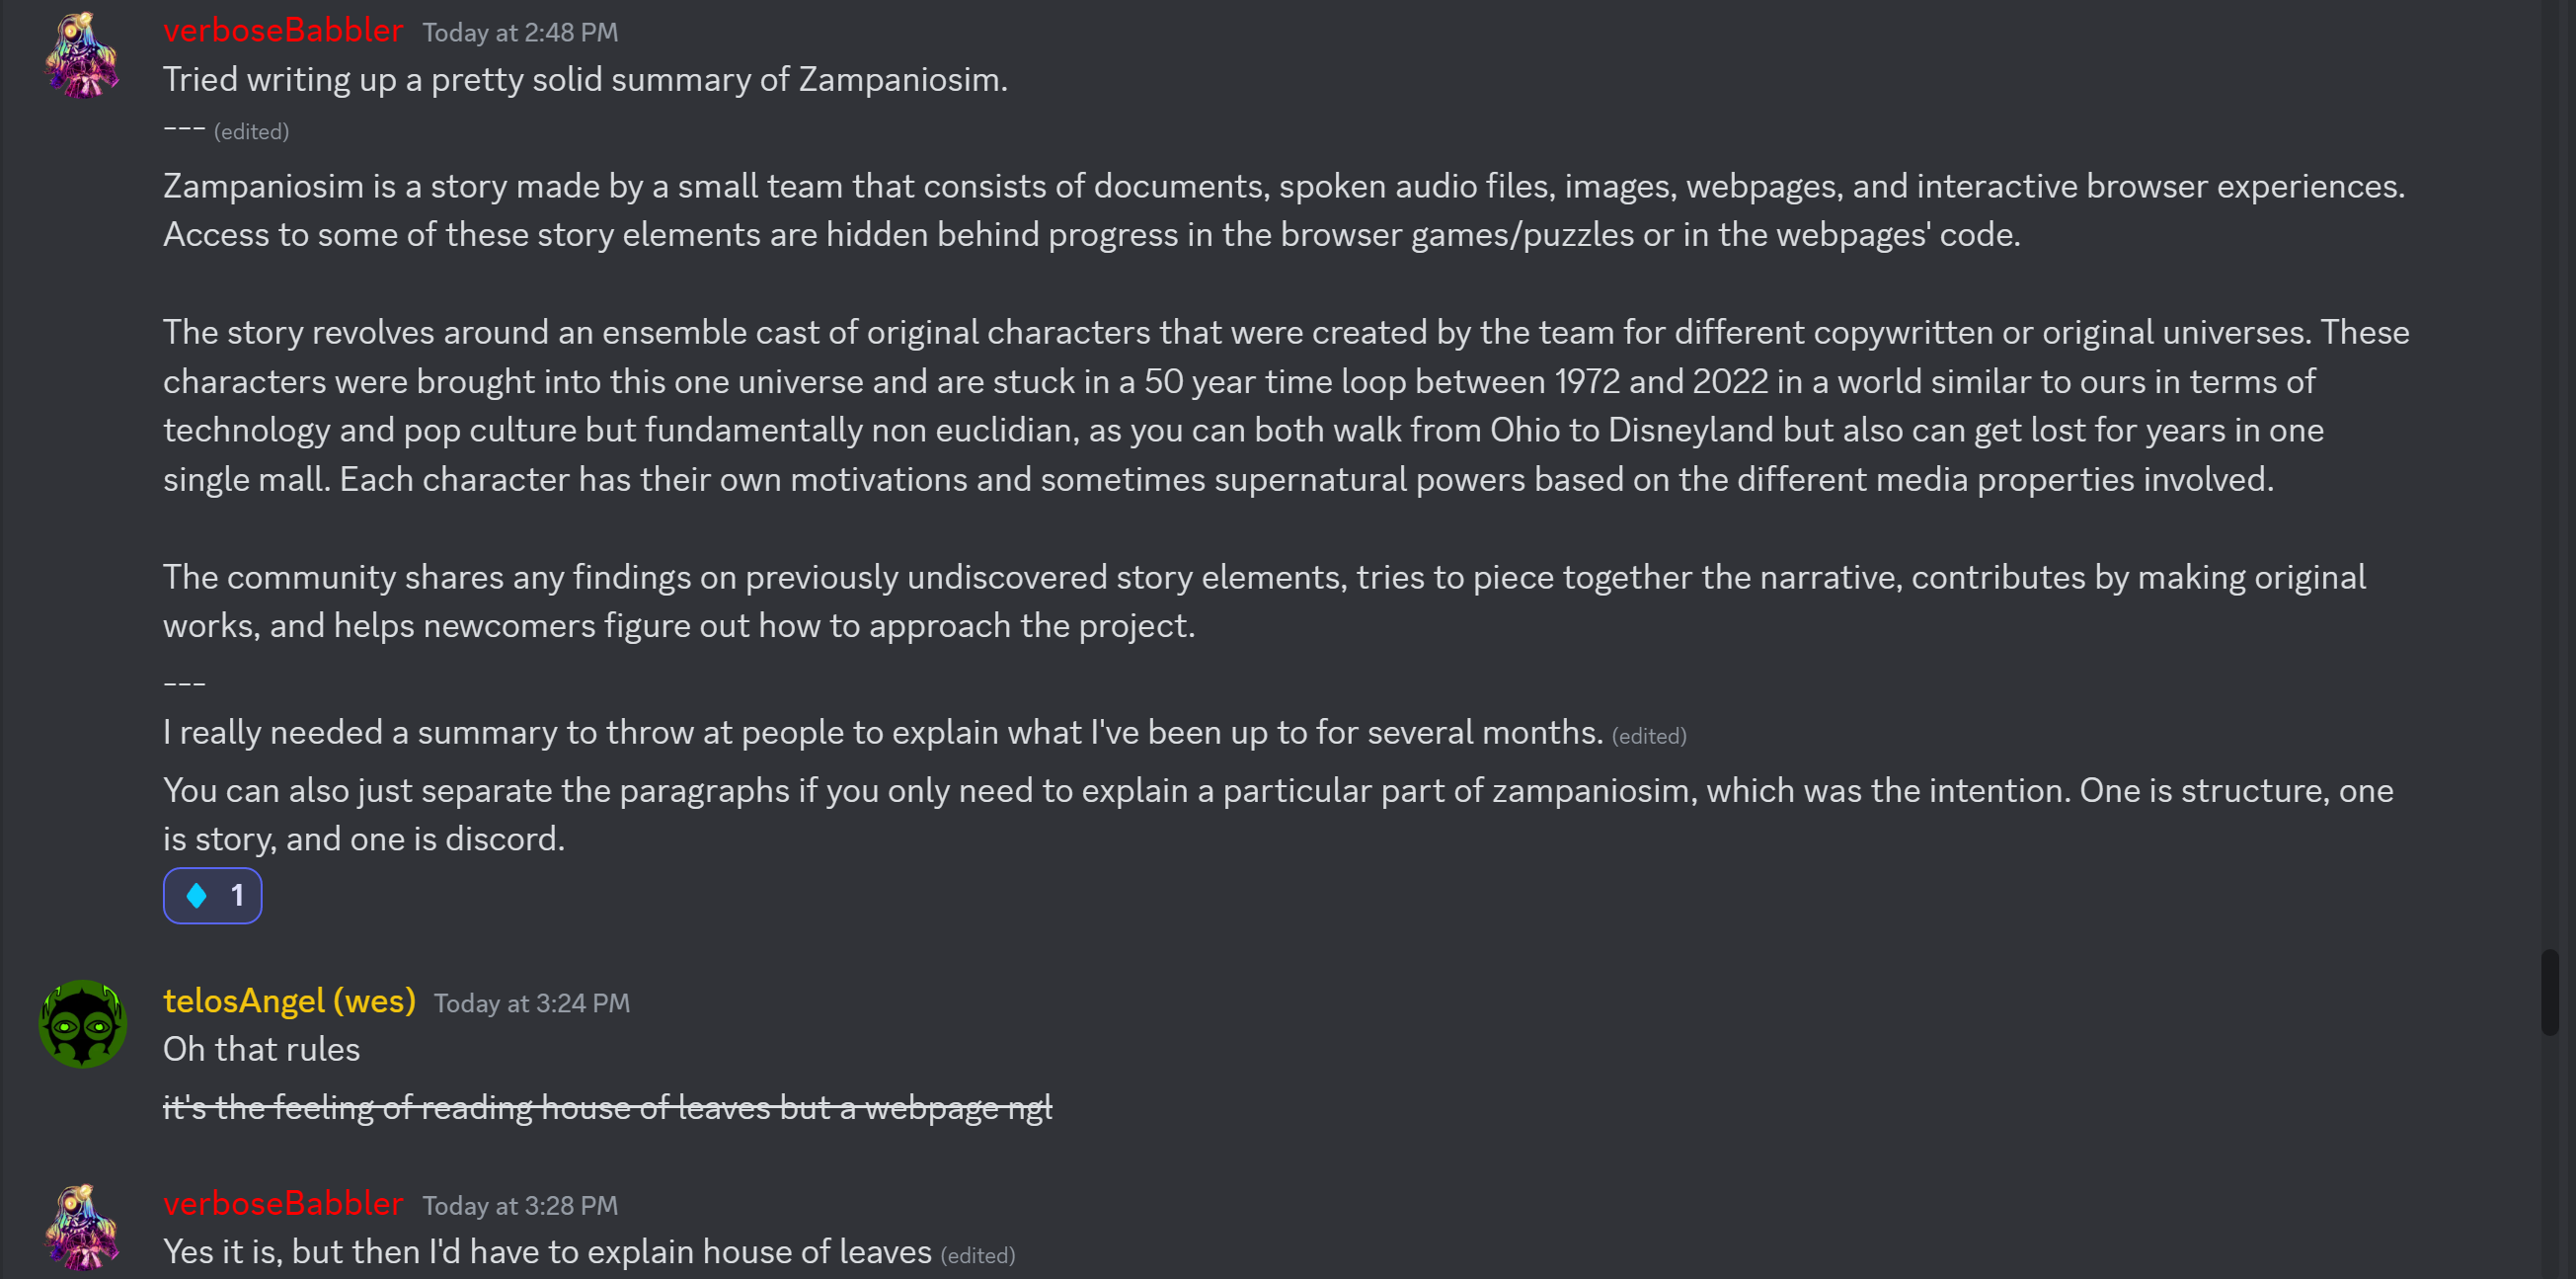 verboseBabbler Today at 2:48 PM
Tried writing up a pretty solid summary of Zampaniosim.
--- (edited)
Zampaniosim is a story made by a small team that consists of documents, spoken audio files, images, webpages, and interactive browser experiences.
Access to some of these story elements are hidden behind progress in the browser games/puzzles or in the webpages' code.
The story revolves around an ensemble cast of original characters that were created by the team for different copywritten or original universes. These
characters were brought into this one universe and are stuck in a 50 year time loop between 1972 and 2022 in a world similar to ours in terms of
technology and pop culture but fundamentally non euclidian, as you can both walk from Ohio to Disneyland but also can get lost for years in one
single mall. Each character has their own motivations and sometimes supernatural powers based on the different media properties involved.
The community shares any findings on previously undiscovered story elements, tries to piece together the narrative, contributes by making original
works, and helps newcomers figure out how to approach the project.
---
I really needed a summary to throw at people to explain what I've been up to for several months. (edited)
You can also just separate the paragraphs if you only need to explain a particular part of zampaniosim, which was the intention. One is structure, one
is story, and one is discord.
1
telosAngel (wes) Today at 3:24 PM
Oh that rules
it's the feeling of reading house of leaves but a webpage ngl
verboseBabbler Today at 3:28 PM
Yes it is, but then I'd have to explain house of leaves (edited)